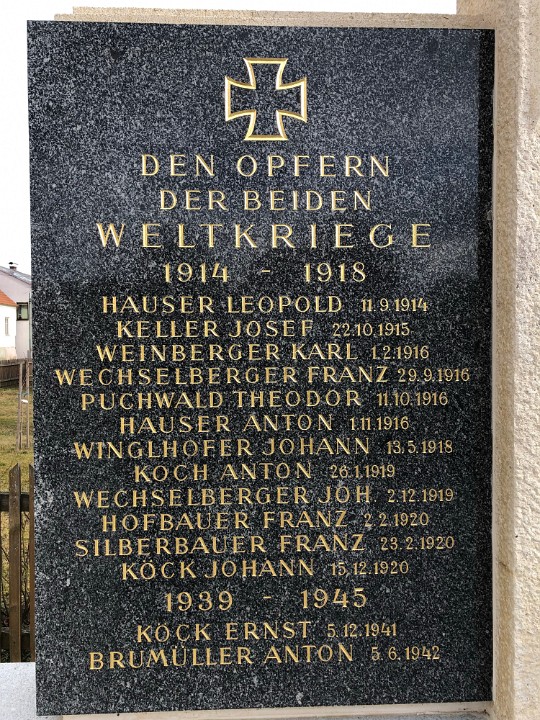 DEN OPFERN
DER BEIDEN
WELTKRIEGE
1914 - 1918
HAUSER LEOPOLD 11.9.1914
KELLER JOSEF 22.10.1915
WEINBERGER KARL 1.2.1916
WECHSELBERGER FRANZ 29.9.1916
PUCHWALD THEODOR 11.10.1916
HAUSER ANTON 1.11.1916
WINGLHOFER JOHANN 13.5.1918
KOCH ANTON 26.1.1919
WECHSELBERGER JOH. 2.12.1919
HOFBAUER FRANZ 2.2.1920
SILBERBAUER FRANZ 23.2.1920
KÖCK JOHANN 15.12.1920
1939 - 1945
KÖCK ERNST 5.12.1941
BRUMÜLLER ANTON 5.6.1942